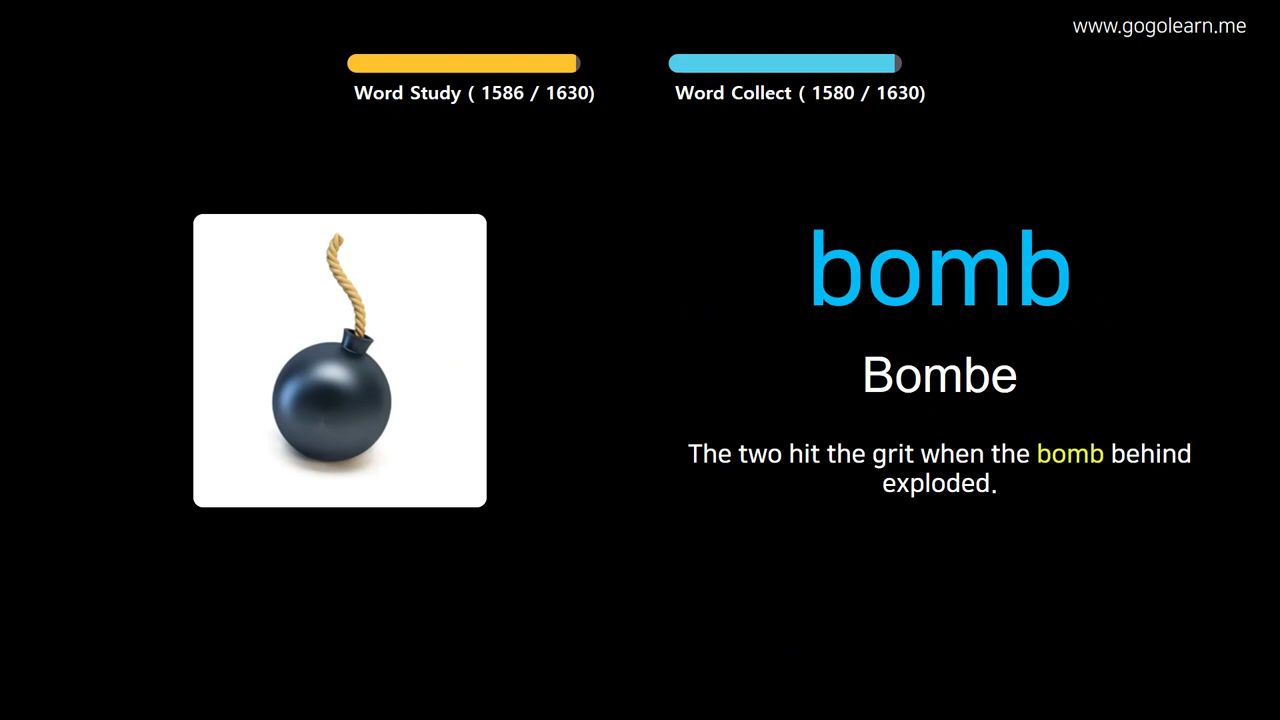 www.gogolearn.me
Word Study ( 1586 / 1630)
Word Collect ( 1580 / 1630)
bomb
Bombe
The two hit the grit when the bomb behind
exploded.